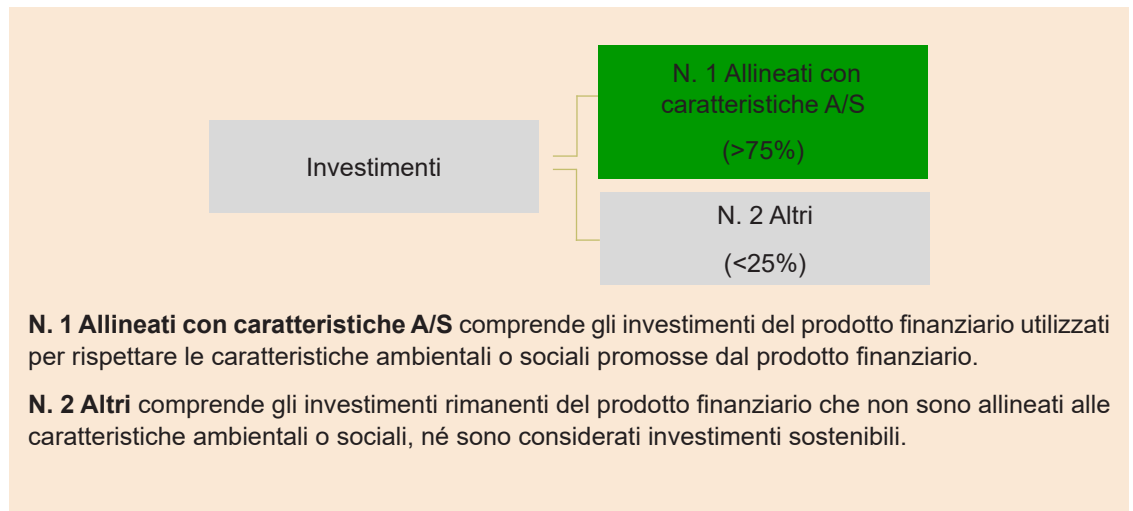 N. 1 Allineati con
caratteristiche A/S
(>75%)
Investimenti
N. 2 Altri
(<25%)
N. 1 Allineati con caratteristiche A/S comprende gli investimenti del prodotto finanziario utilizzati
per rispettare le caratteristiche ambientali o sociali promosse dal prodotto finanziario.
N. 2 Altri comprende gli investimenti rimanenti del prodotto finanziario che non sono allineati alle
caratteristiche ambientali o sociali, né sono considerati investimenti sostenibili.